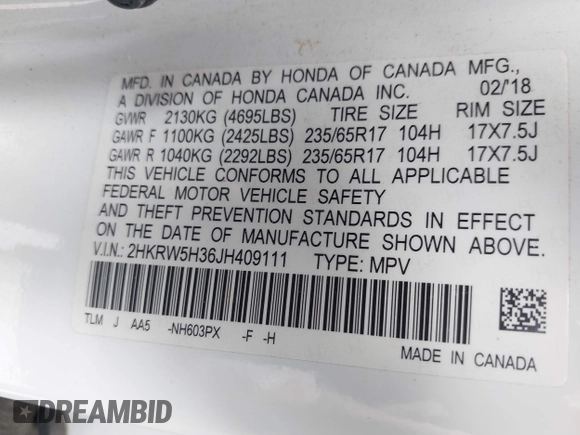 MFD. IN CANADA BY HONDA OF CANADA MFG.,
A DIVISION OF HONDA CANADA INC. 02/'18
GVWR 2130KG (4695LBS) TIRE SIZE RIM SIZE
GAWR F 1100KG (2425LBS) 235/65R17 104H 17X7.5J
GAWR R 1040KG (2292LBS) 235/65R17 104H 17X7.5J
THIS VEHICLE CONFORMS TO ALL APPLICABLE
FEDERAL MOTOR VEHICLE SAFETY
AND THEFT PREVENTION STANDARDS IN EFFECT
ON THE DATE OF MANUFACTURE SHOWN ABOVE.
V.I.N.: 2HKRW5H36JH409111 TYPE: MPV
TLM J AA5 -NH603PX -F -H
MADE IN CANADA
DREAMBID